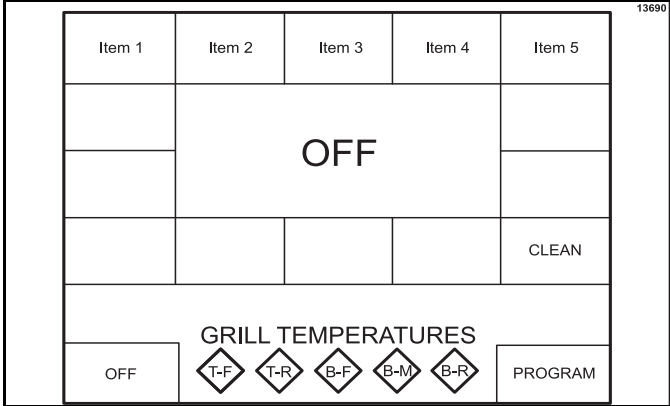 13690
Item 1 Item 2 Item 3 Item 4 Item 5
OFF
CLEAN
GRILL TEMPERATURES
OFF T-F T-R B-F B-M B-R PROGRAM